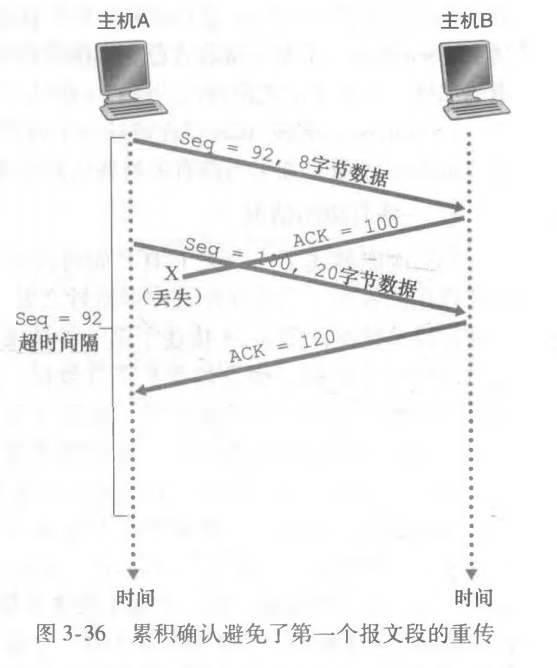 主机A
主机B
Seq = 92, 8字节数据
ACK = 100
Seq = 100, 20字节数据
X
(丢失)
Seq = 92
超时间隔
ACK = 120
时间
时间
图 3-36 累积确认避免了第一个报文段的重传